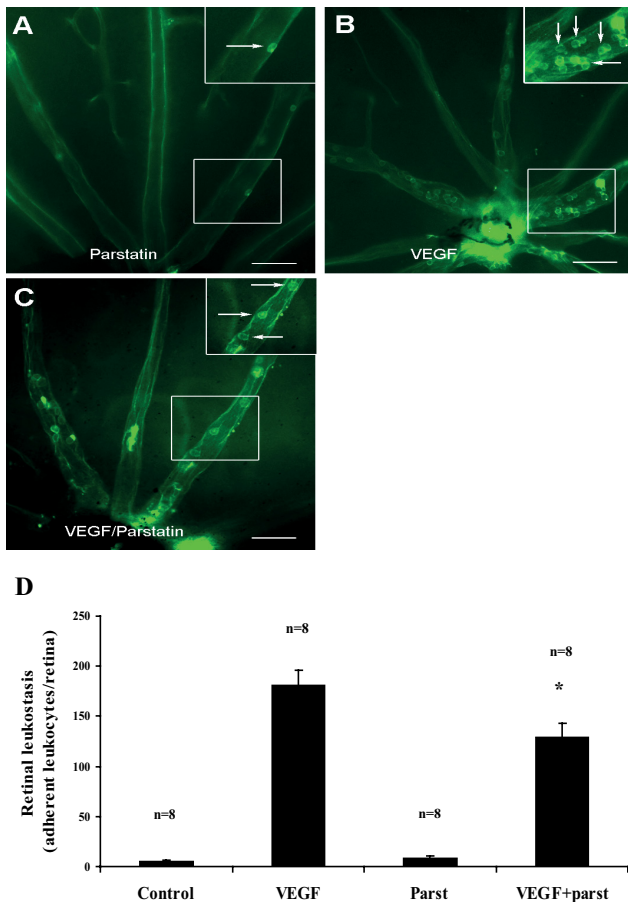 A
Parstatin
B
VEGF
C
VEGF/Parstatin
D
Retinal leukostasis
(adherent leukocytes/retina)
250
200
150
100
50
0
n=8
n=8
n=8
n=8
*
Control
VEGF
Parst
VEGF+parst